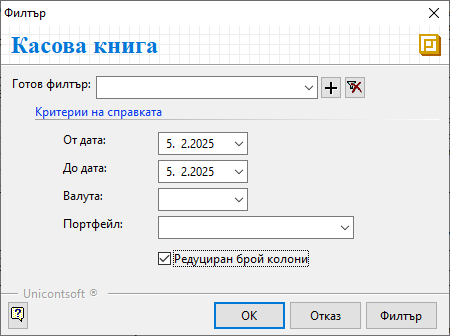 Филтър
Касова книга
Готов филтър:
Критерии на справката
От дата: 5. 2.2025
До дата: 5. 2.2025
Валута:
Портфейл:
Редуциран брой колони
Unicontsoft ®
? ОК Отказ Филтър